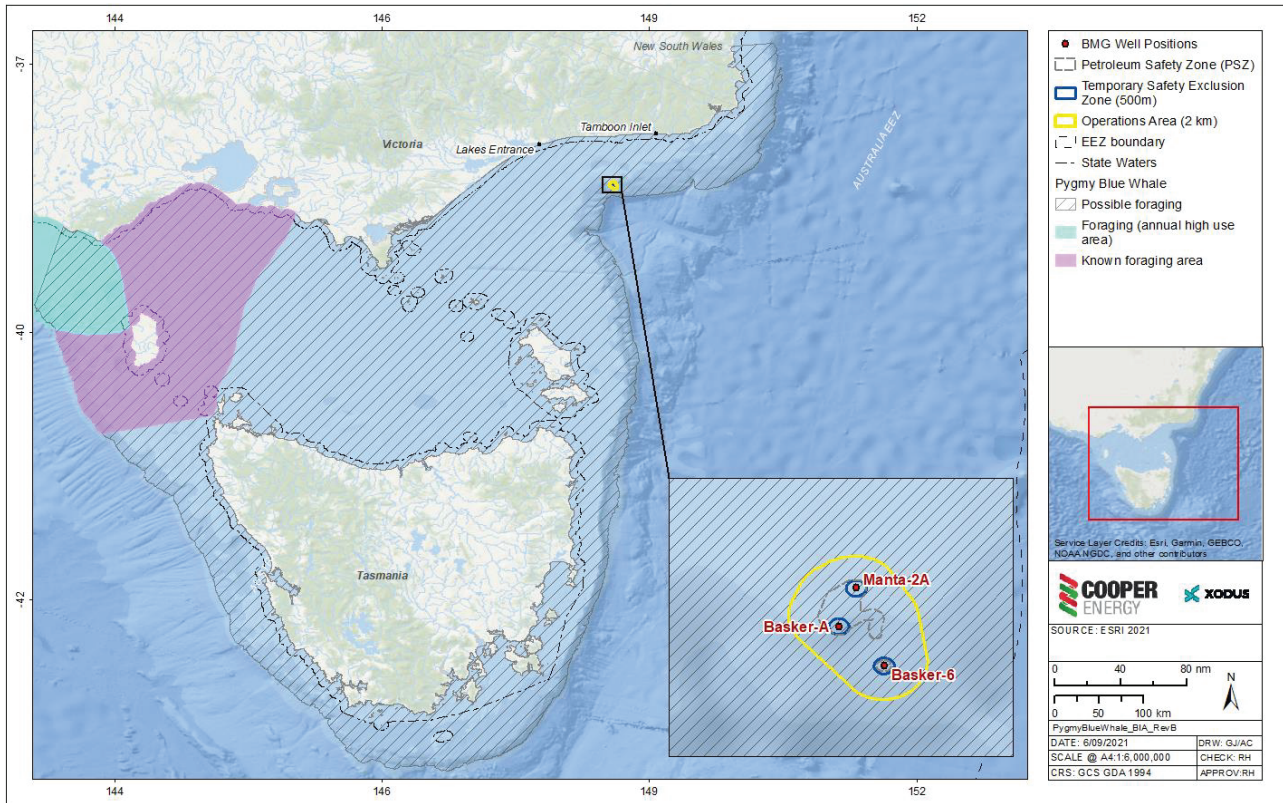 144
146
149
152
-37
-40
-42
144
146
149
152
New South Wales
Tamboon Inlet
Lakes Entrance
Victoria
AUSTRALIA EEZ
Tasmania
Manta-2A
Basker-A
Basker-6
BMG Well Positions
Petroleum Safety Zone (PSZ)
Temporary Safety Exclusion
Zone (500m)
Operations Area (2 km)
EEZ boundary
State Waters
Pygmy Blue Whale
Possible foraging
Foraging (annual high use
area)
Known foraging area
Service Layer Credits: Esri, Garmin, GEBCO,
NOAA NGDC, and other contributors
COOPER
ENERGY
XODUS
SOURCE: ESRI 2021
0 40 80 nm
0 50 100 km
N
PygmyBlueWhale_BIA_RevB
DATE: 6/09/2021
DRW: GJ/AC
SCALE @ A4:1:6,000,000
CHECK: RH
CRS: GCS GDA 1994
APPROV:RH